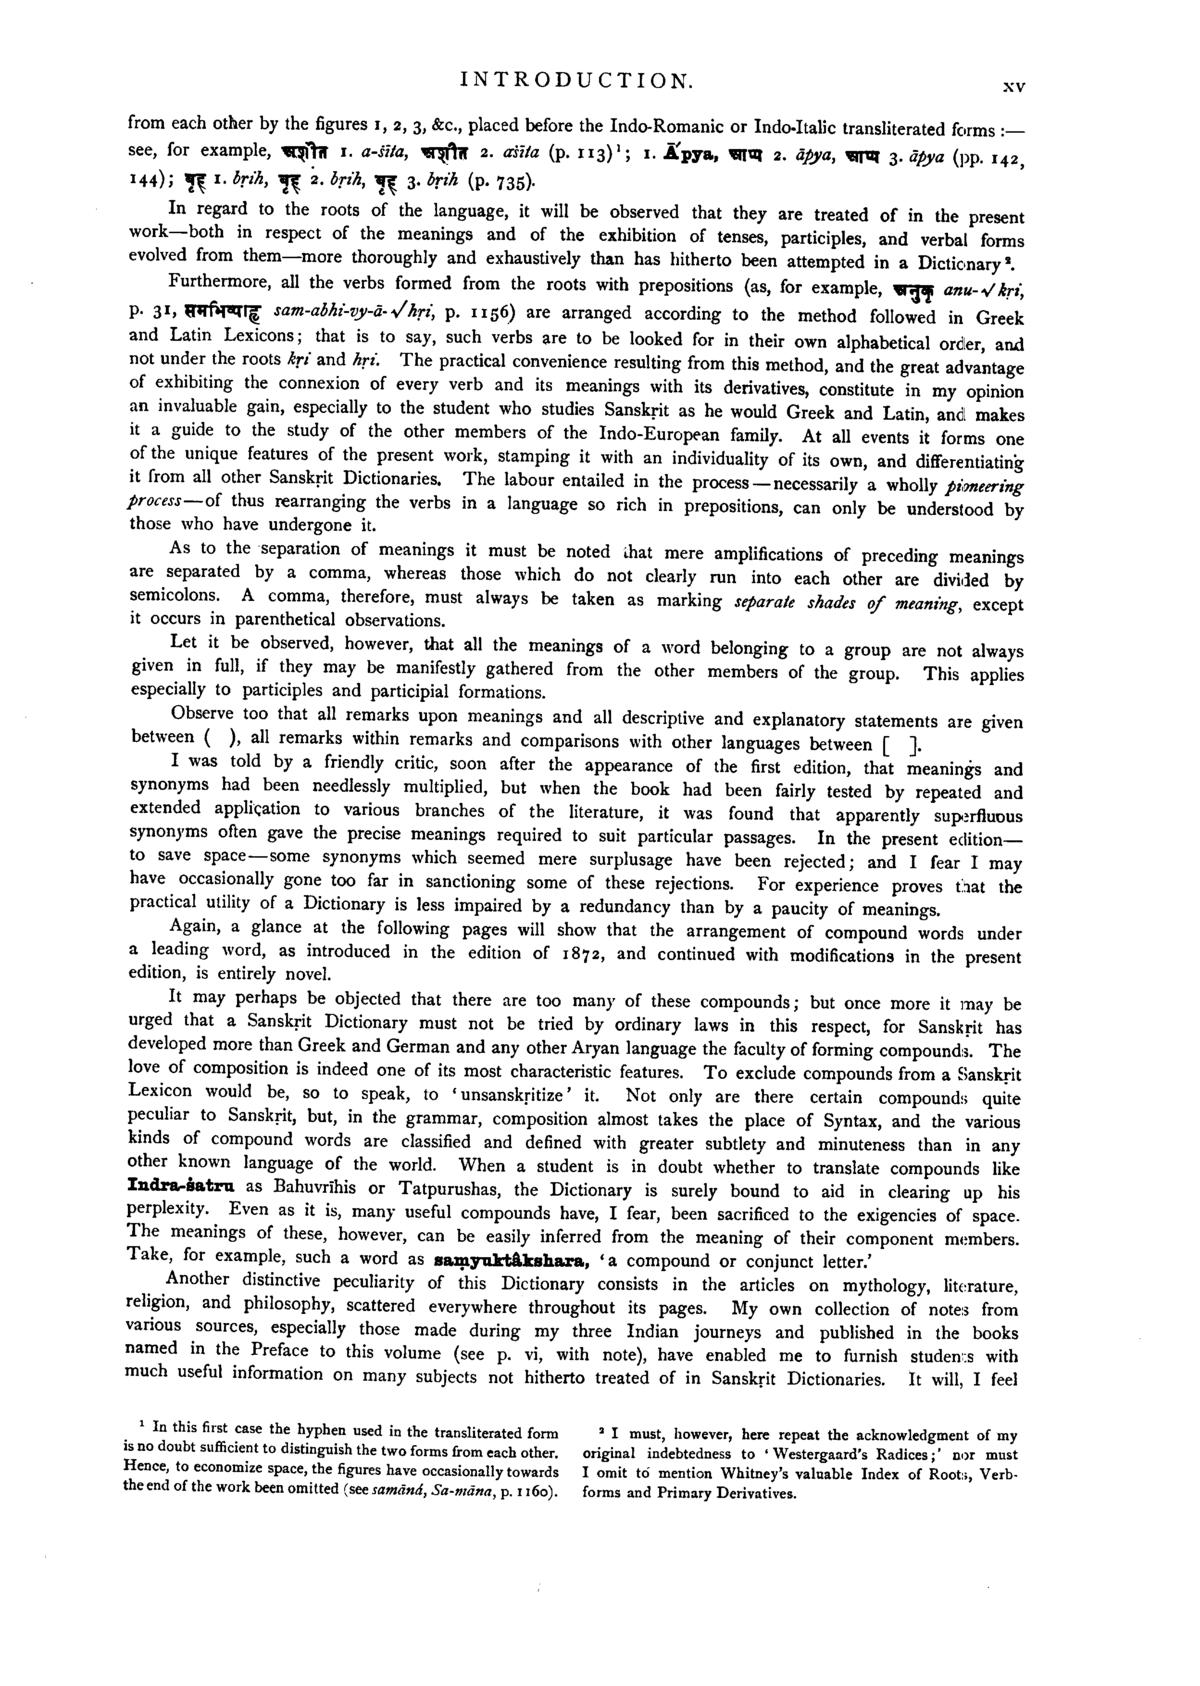 INTRODUCTION. xv
from each other by the figures 1, 2, 3, &c., placed before the Indo-Romanic or Indo-Italic transliterated forms :—
see, for example, अशीत 1. a-śīta, अशीत 2. aśīta (p. 113)¹; 1. Ā́pya, आप्य 2. āpya, आप्य 3. āpya (pp. 142,
144); बृह् 1. bṛih, बृह् 2. bṛih, बृह् 3. bṛih (p. 735).
In regard to the roots of the language, it will be observed that they are treated of in the present
work—both in respect of the meanings and of the exhibition of tenses, participles, and verbal forms
evolved from them—more thoroughly and exhaustively than has hitherto been attempted in a Dictionary².
Furthermore, all the verbs formed from the roots with prepositions (as, for example, अनुकृ anu-√kṛi,
p. 31, समभिव्याहृ sam-abhi-vy-ā-√hṛi, p. 1156) are arranged according to the method followed in Greek
and Latin Lexicons; that is to say, such verbs are to be looked for in their own alphabetical order, and
not under the roots kṛi and hṛi. The practical convenience resulting from this method, and the great advantage
of exhibiting the connexion of every verb and its meanings with its derivatives, constitute in my opinion
an invaluable gain, especially to the student who studies Sanskṛit as he would Greek and Latin, and makes
it a guide to the study of the other members of the Indo-European family. At all events it forms one
of the unique features of the present work, stamping it with an individuality of its own, and differentiating
it from all other Sanskṛit Dictionaries. The labour entailed in the process—necessarily a wholly pioneering
process—of thus rearranging the verbs in a language so rich in prepositions, can only be understood by
those who have undergone it.
As to the separation of meanings it must be noted that mere amplifications of preceding meanings
are separated by a comma, whereas those which do not clearly run into each other are divided by
semicolons. A comma, therefore, must always be taken as marking separate shades of meaning, except
it occurs in parenthetical observations.
Let it be observed, however, that all the meanings of a word belonging to a group are not always
given in full, if they may be manifestly gathered from the other members of the group. This applies
especially to participles and participial formations.
Observe too that all remarks upon meanings and all descriptive and explanatory statements are given
between ( ), all remarks within remarks and comparisons with other languages between [ ].
I was told by a friendly critic, soon after the appearance of the first edition, that meanings and
synonyms had been needlessly multiplied, but when the book had been fairly tested by repeated and
extended application to various branches of the literature, it was found that apparently superfluous
synonyms often gave the precise meanings required to suit particular passages. In the present edition—
to save space—some synonyms which seemed mere surplusage have been rejected; and I fear I may
have occasionally gone too far in sanctioning some of these rejections. For experience proves that the
practical utility of a Dictionary is less impaired by a redundancy than by a paucity of meanings.
Again, a glance at the following pages will show that the arrangement of compound words under
a leading word, as introduced in the edition of 1872, and continued with modifications in the present
edition, is entirely novel.
It may perhaps be objected that there are too many of these compounds; but once more it may be
urged that a Sanskṛit Dictionary must not be tried by ordinary laws in this respect, for Sanskṛit has
developed more than Greek and German and any other Aryan language the faculty of forming compounds. The
love of composition is indeed one of its most characteristic features. To exclude compounds from a Sanskṛit
Lexicon would be, so to speak, to ‘unsanskṛitize’ it. Not only are there certain compounds quite
peculiar to Sanskṛit, but, in the grammar, composition almost takes the place of Syntax, and the various
kinds of compound words are classified and defined with greater subtlety and minuteness than in any
other known language of the world. When a student is in doubt whether to translate compounds like
Indra-śatru as Bahuvrīhis or Tatpurushas, the Dictionary is surely bound to aid in clearing up his
perplexity. Even as it is, many useful compounds have, I fear, been sacrificed to the exigencies of space.
The meanings of these, however, can be easily inferred from the meaning of their component members.
Take, for example, such a word as saṃyuktâkshara, ‘a compound or conjunct letter.’
Another distinctive peculiarity of this Dictionary consists in the articles on mythology, literature,
religion, and philosophy, scattered everywhere throughout its pages. My own collection of notes from
various sources, especially those made during my three Indian journeys and published in the books
named in the Preface to this volume (see p. vi, with note), have enabled me to furnish students with
much useful information on many subjects not hitherto treated of in Sanskṛit Dictionaries. It will, I feel
¹ In this first case the hyphen used in the transliterated form
is no doubt sufficient to distinguish the two forms from each other.
Hence, to economize space, the figures have occasionally towards
the end of the work been omitted (see samāná, Sa-māna, p. 1160).
² I must, however, here repeat the acknowledgment of my
original indebtedness to ‘Westergaard's Radices;’ nor must
I omit to mention Whitney's valuable Index of Roots, Verb-
forms and Primary Derivatives.